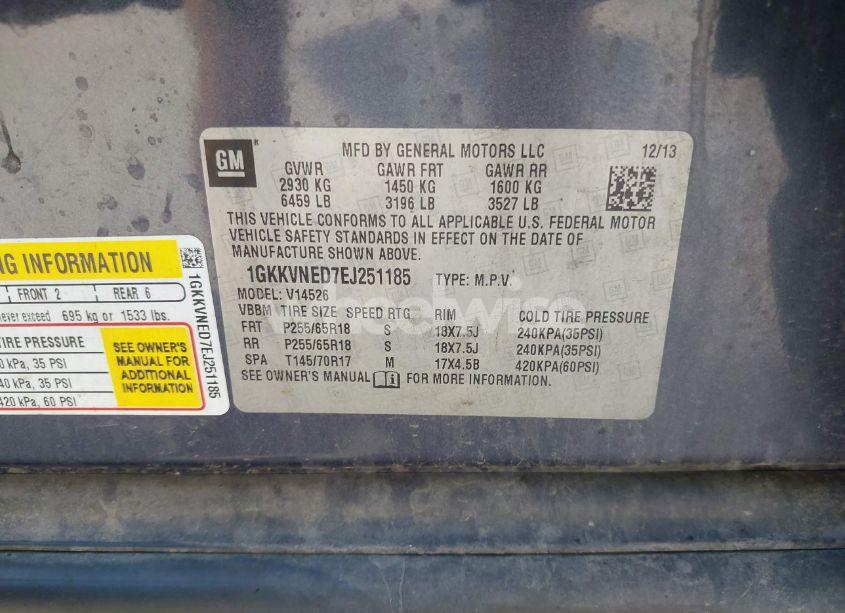 GM
MFD BY GENERAL MOTORS LLC 12/13
GVWR GAWR FRT GAWR RR
2930 KG 1450 KG 1600 KG
6459 LB 3196 LB 3527 LB
THIS VEHICLE CONFORMS TO ALL APPLICABLE U.S. FEDERAL MOTOR
VEHICLE SAFETY STANDARDS IN EFFECT ON THE DATE OF
MANUFACTURE SHOWN ABOVE.
1GKKVNED7EJ251185 TYPE: M.P.V.
MODEL: V14526
VBBM TIRE SIZE SPEED RTG RIM COLD TIRE PRESSURE
FRT P255/65R18 S 18X7.5J 240KPA(35PSI)
RR P255/65R18 S 18X7.5J 240KPA(35PSI)
SPA T145/70R17 M 17X4.5B 420KPA(60PSI)
SEE OWNER'S MANUAL FOR MORE INFORMATION.
NG INFORMATION
FRONT 2 REAR 6
never exceed 695 kg or 1533 lbs.
TIRE PRESSURE
0 kPa, 35 PSI
40 kPa, 35 PSI
420 kPa, 60 PSI
SEE OWNER'S
MANUAL FOR
ADDITIONAL
INFORMATION
1GKKVNED7EJ251185
wheelwise